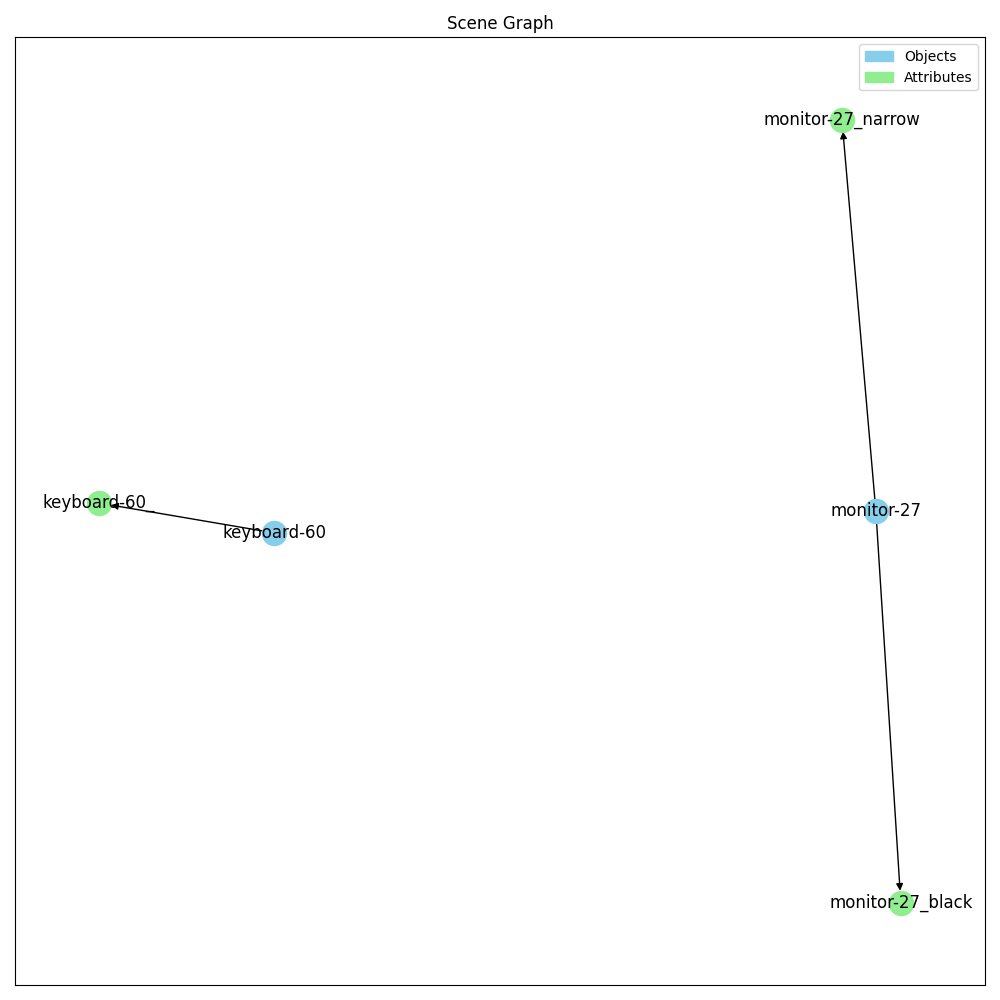 Scene Graph
Objects
Attributes
monitor-27_narrow
keyboard-60_
monitor-27
keyboard-60
monitor-27_black